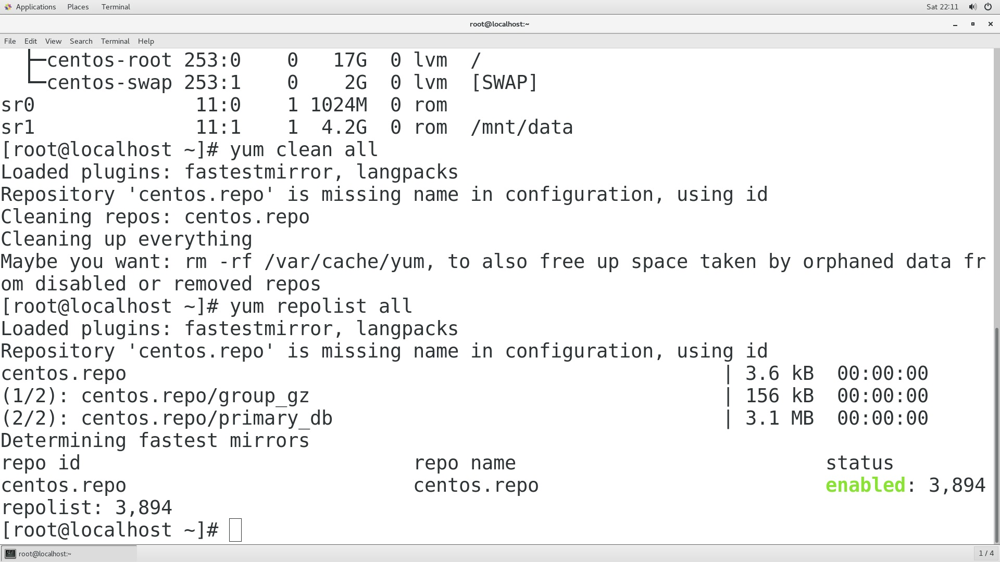 Applications Places Terminal Sat 22:11
root@localhost:~
File Edit View Search Terminal Help
├─centos-root 253:0 0 17G 0 lvm /
└─centos-swap 253:1 0 2G 0 lvm [SWAP]
sr0 11:0 1 1024M 0 rom
sr1 11:1 1 4.2G 0 rom /mnt/data
[root@localhost ~]# yum clean all
Loaded plugins: fastestmirror, langpacks
Repository 'centos.repo' is missing name in configuration, using id
Cleaning repos: centos.repo
Cleaning up everything
Maybe you want: rm -rf /var/cache/yum, to also free up space taken by orphaned data fr
om disabled or removed repos
[root@localhost ~]# yum repolist all
Loaded plugins: fastestmirror, langpacks
Repository 'centos.repo' is missing name in configuration, using id
centos.repo | 3.6 kB 00:00:00
(1/2): centos.repo/group_gz | 156 kB 00:00:00
(2/2): centos.repo/primary_db | 3.1 MB 00:00:00
Determining fastest mirrors
repo id repo name status
centos.repo centos.repo enabled: 3,894
repolist: 3,894
[root@localhost ~]#
root@localhost:~ 1 / 4